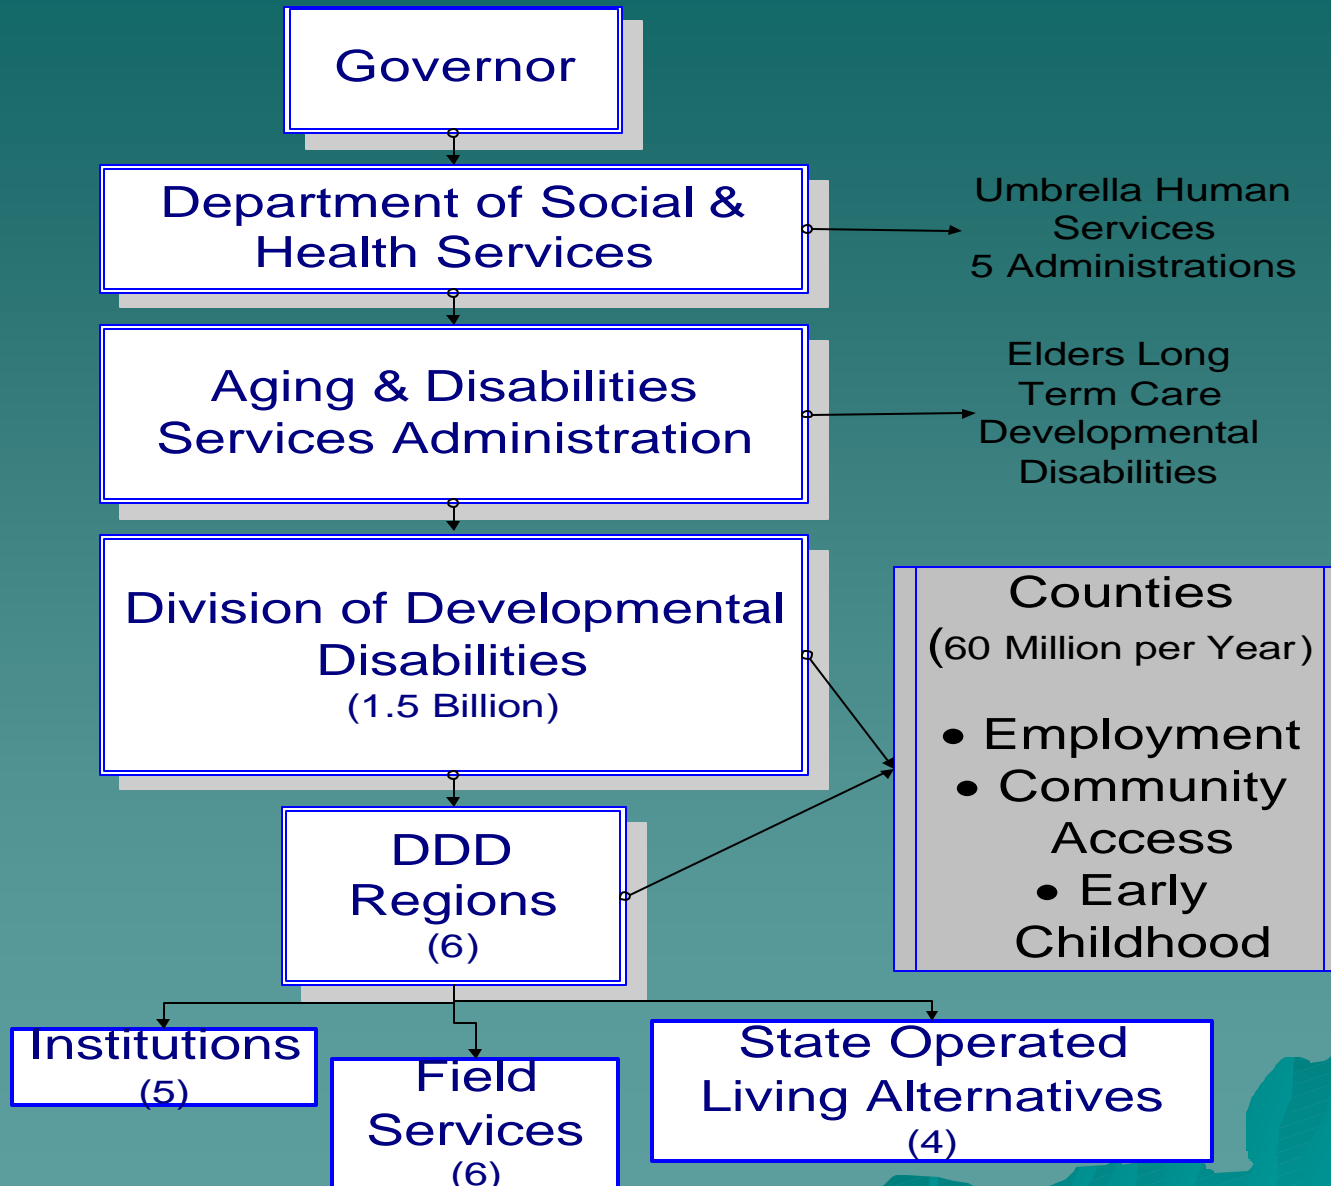 Governor
Department of Social &
Health Services
Umbrella Human
Services
5 Administrations
Aging & Disabilities
Services Administration
Elders Long
Term Care
Developmental
Disabilities
Division of Developmental
Disabilities
(1.5 Billion)
Counties
(60 Million per Year)
• Employment
• Community
Access
• Early
Childhood
DDD
Regions
(6)
Institutions
(5)
Field
Services
(6)
State Operated
Living Alternatives
(4)